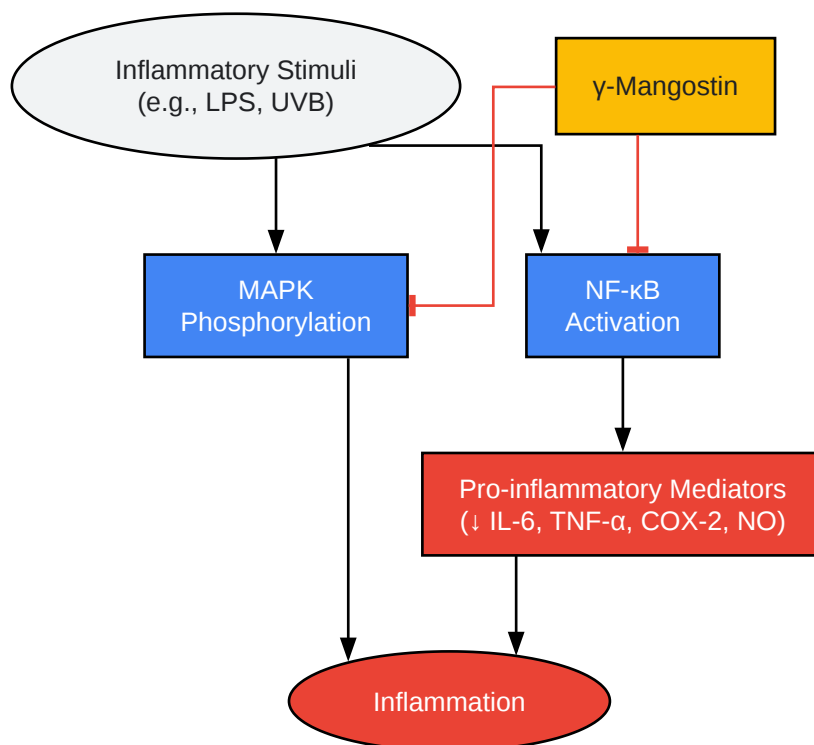 Inflammatory Stimuli
(e.g., LPS, UVB)
γ-Mangostin
MAPK
Phosphorylation
NF-κB
Activation
Pro-inflammatory Mediators
(↓ IL-6, TNF-α, COX-2, NO)
Inflammation